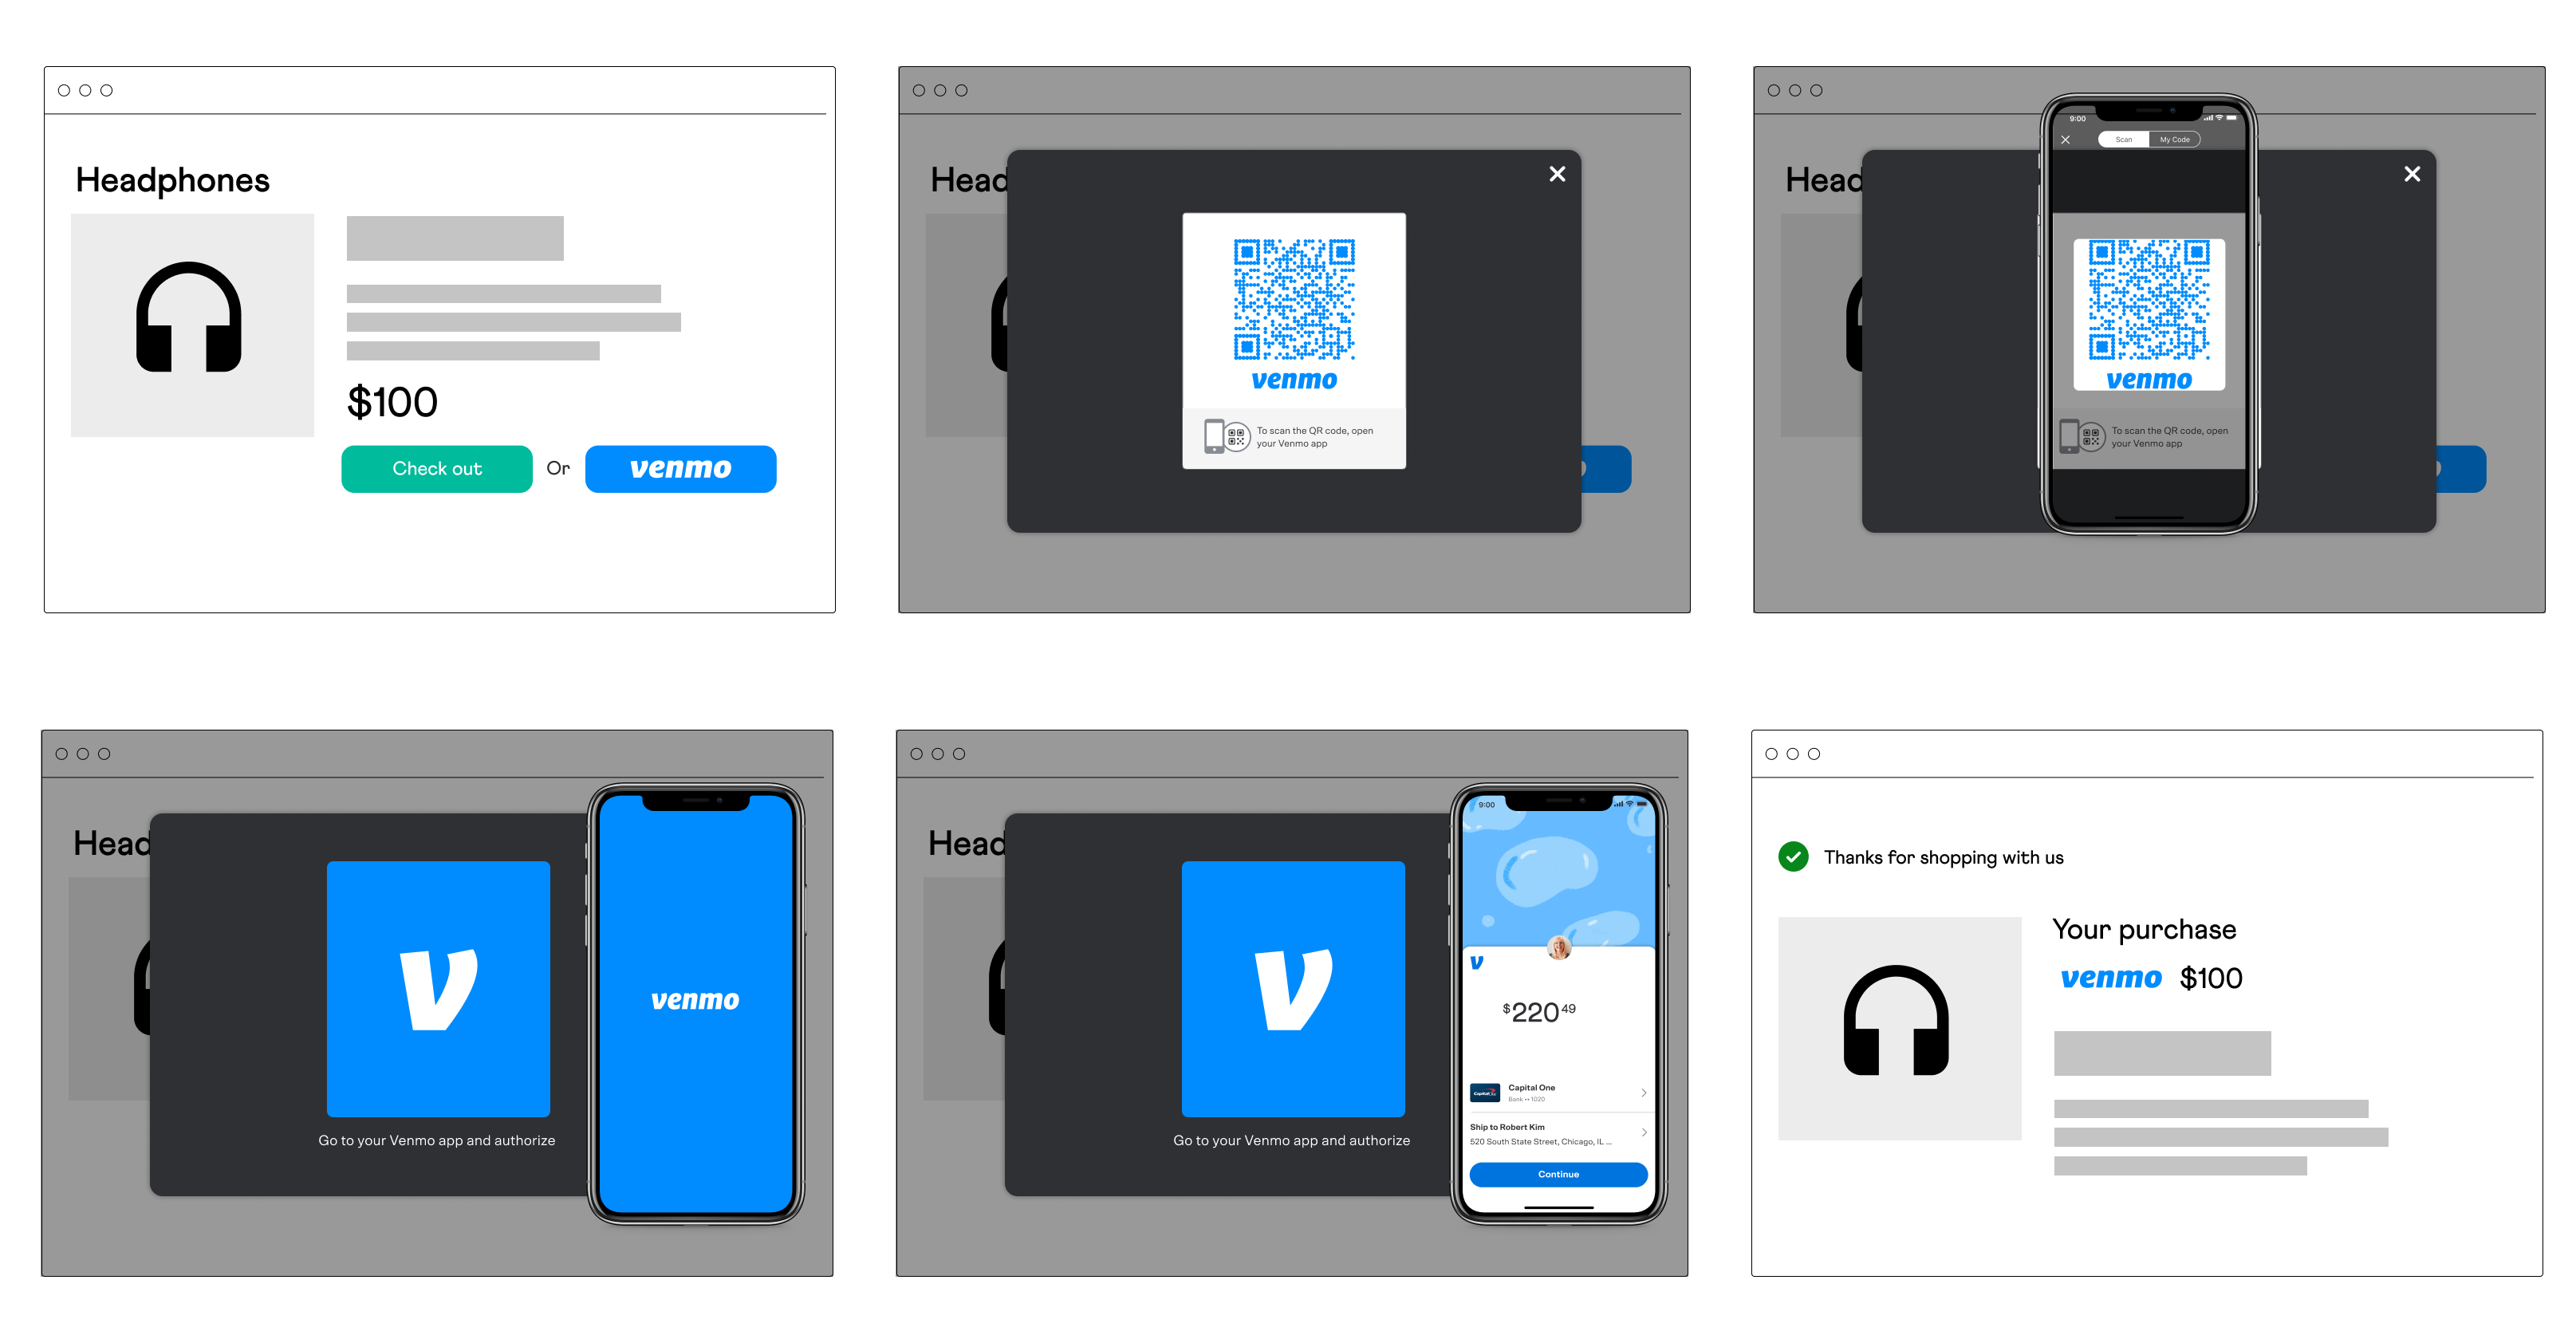 Headphones
$100
Check out
Or
venmo
Head
venmo
To scan the QR code, open
your Venmo app
Head
9:00
Scan
My Code
venmo
To scan the QR code, open
your Venmo app
Head
venmo
Go to your Venmo app and authorize
Head
Go to your Venmo app and authorize
9:00
$220 49
Capital One
Capital One
Bank •• 1020
Ship to Robert Kim
520 South State Street, Chicago, IL ...
Continue
Thanks for shopping with us
Your purchase
venmo $100